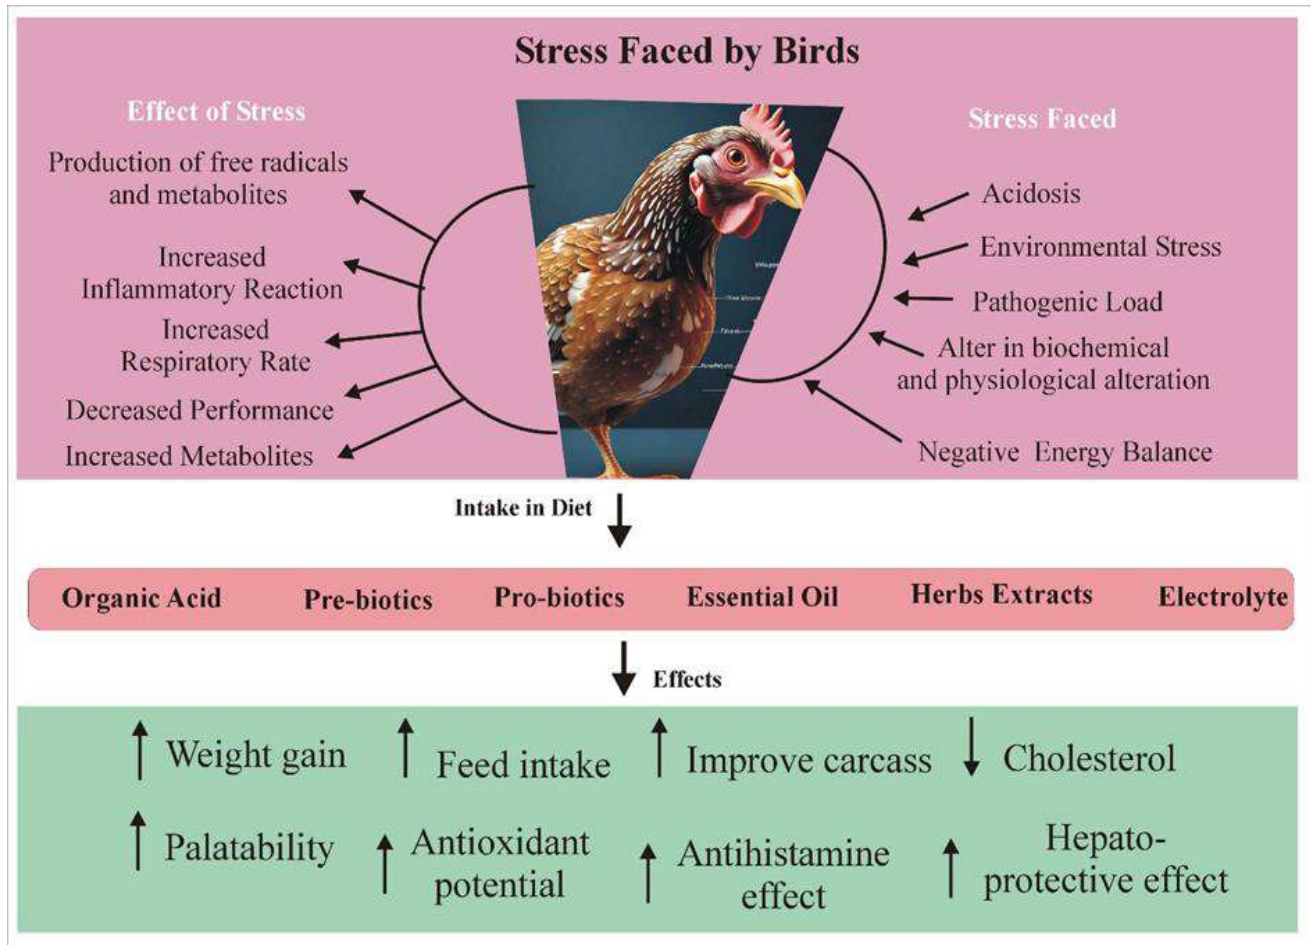 Stress Faced by Birds
Effect of Stress
Production of free radicals
and metabolites
Increased
Inflammatory Reaction
Increased
Respiratory Rate
Decreased Performance
Increased Metabolites
Stress Faced
Acidosis
Environmental Stress
Pathogenic Load
Alter in biochemical
and physiological alteration
Negative Energy Balance
Intake in Diet
Organic Acid
Pre-biotics
Pro-biotics
Essential Oil
Herbs Extracts
Electrolyte
Effects
Weight gain
Feed intake
Improve carcass
Cholesterol
Palatability
Antioxidant
potential
Antihistamine
effect
Hepato-
protective effect